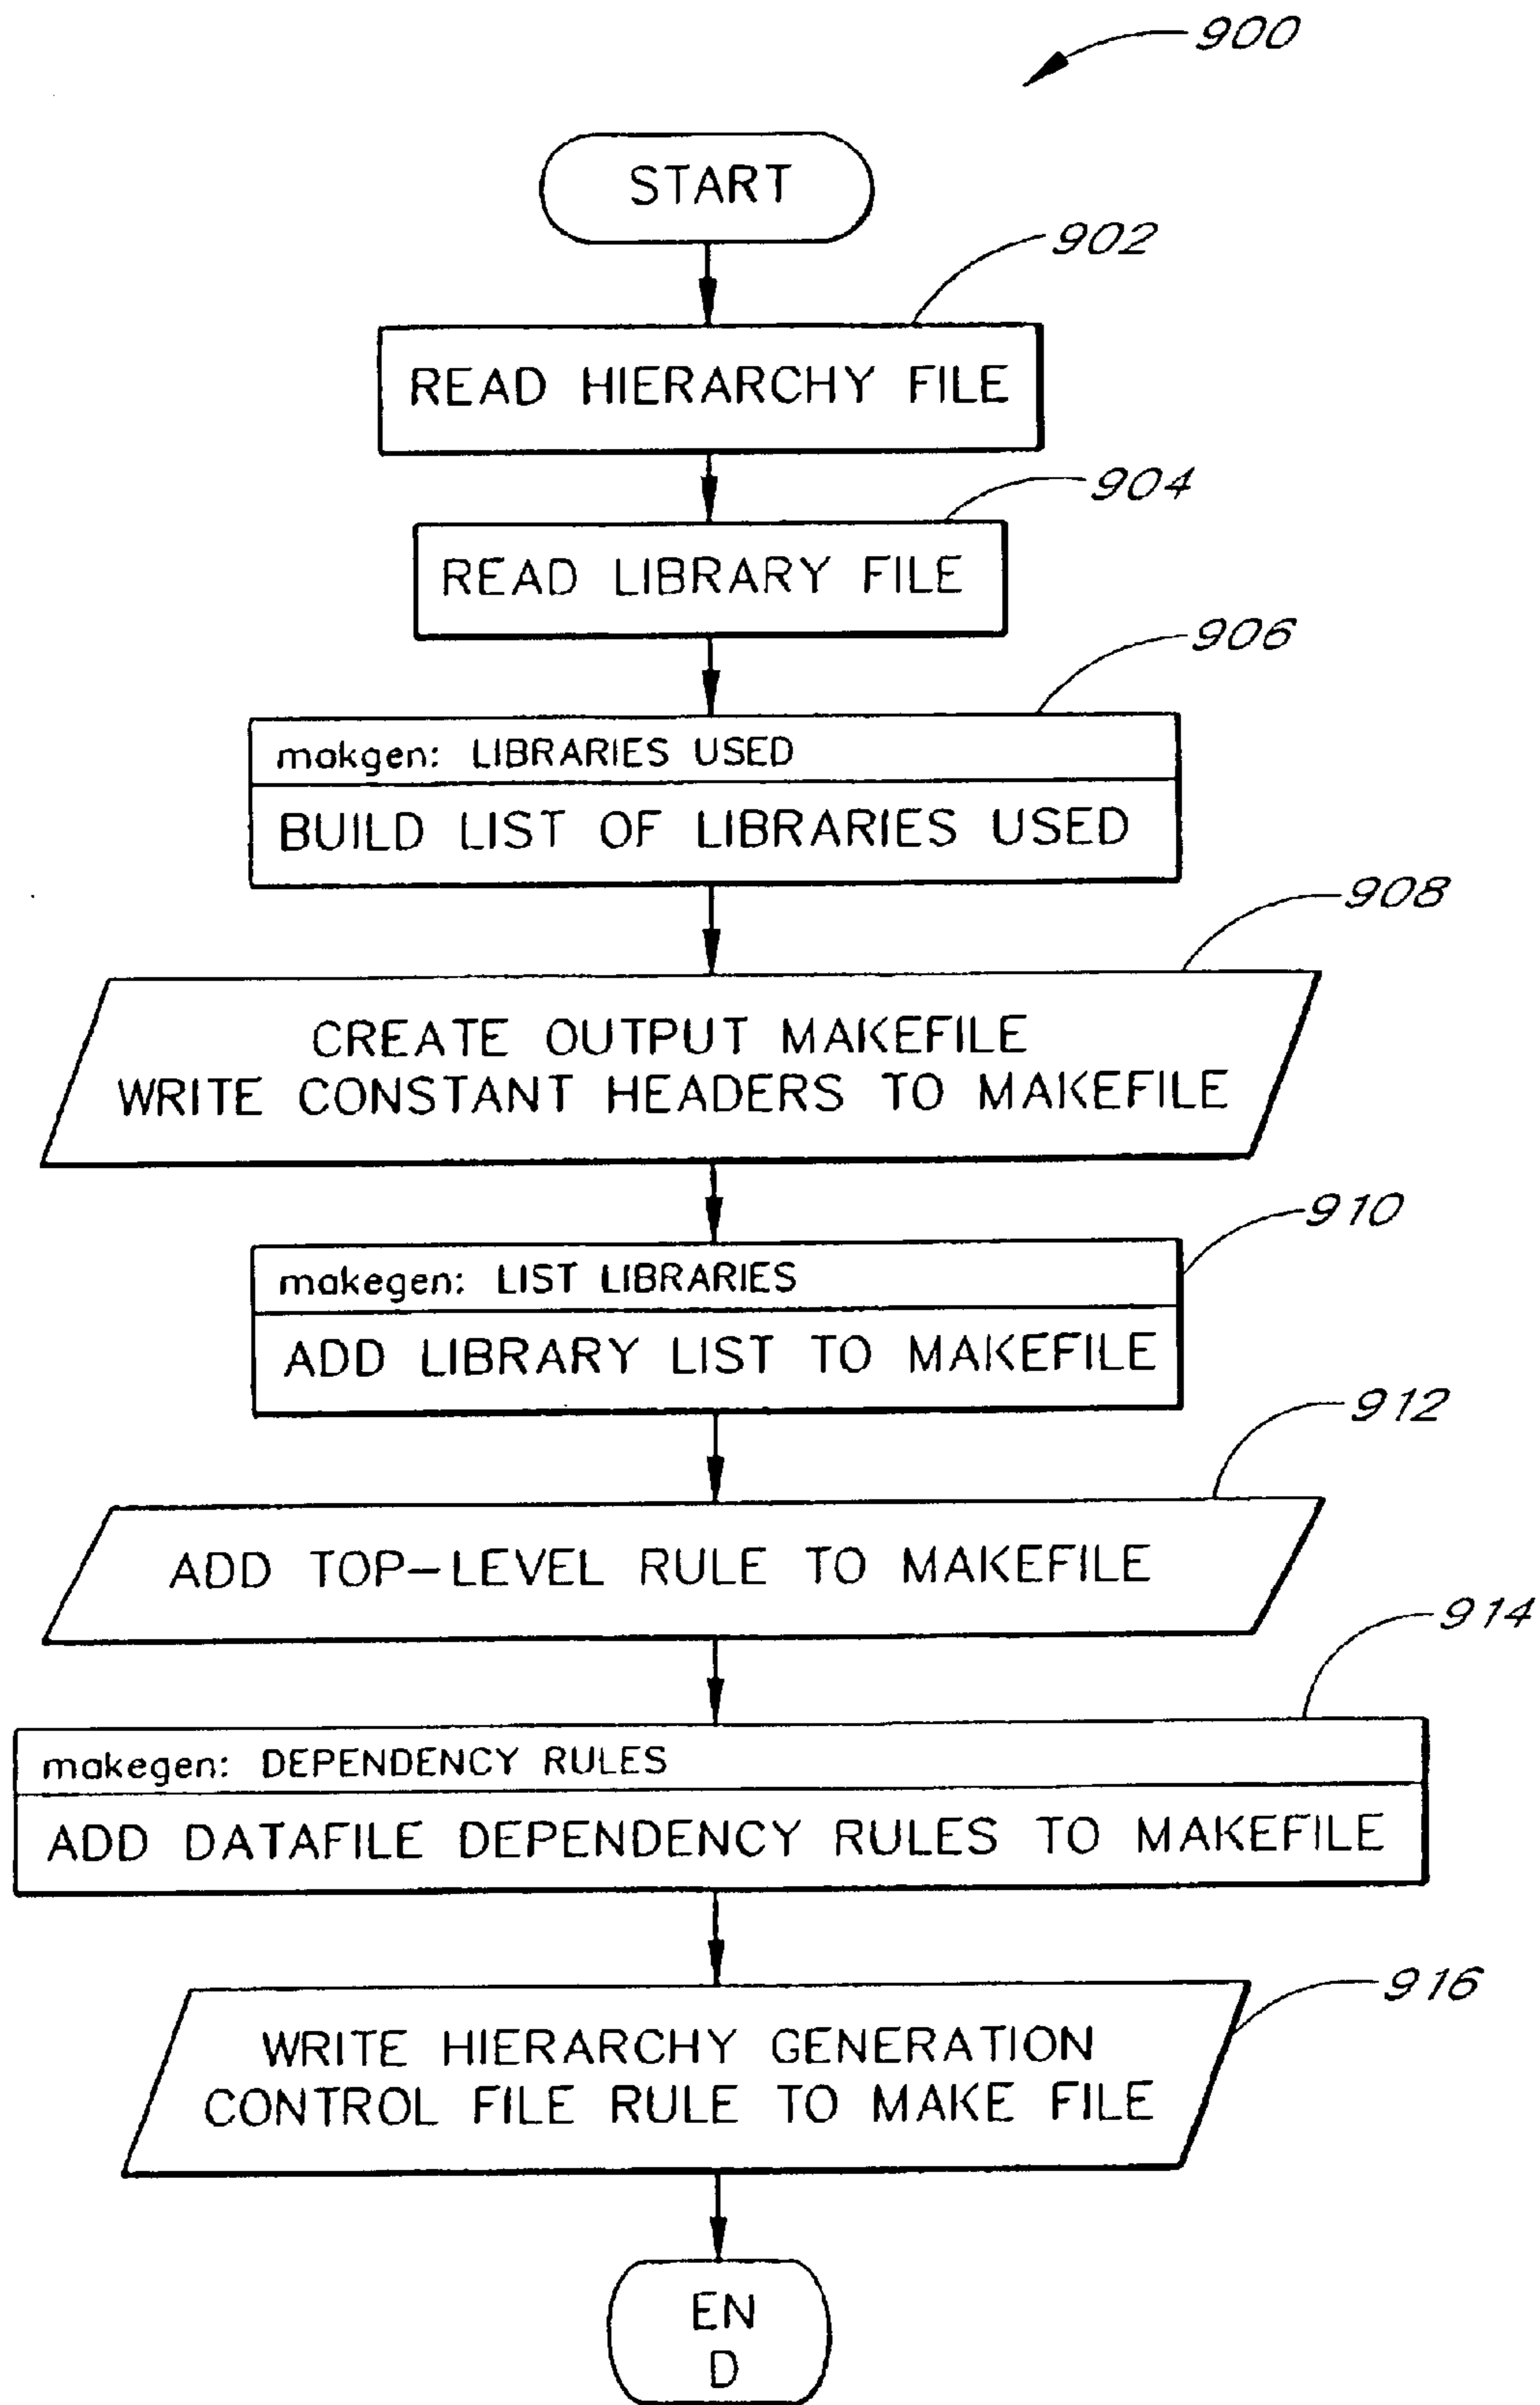 900
START
902
READ HIERARCHY FILE
904
READ LIBRARY FILE
906
makgen: LIBRARIES USED
BUILD LIST OF LIBRARIES USED
908
CREATE OUTPUT MAKEFILE
WRITE CONSTANT HEADERS TO MAKEFILE
910
makegen: LIST LIBRARIES
ADD LIBRARY LIST TO MAKEFILE
912
ADD TOP-LEVEL RULE TO MAKEFILE
914
makegen: DEPENDENCY RULES
ADD DATAFILE DEPENDENCY RULES TO MAKEFILE
916
WRITE HIERARCHY GENERATION
CONTROL FILE RULE TO MAKE FILE
EN
D